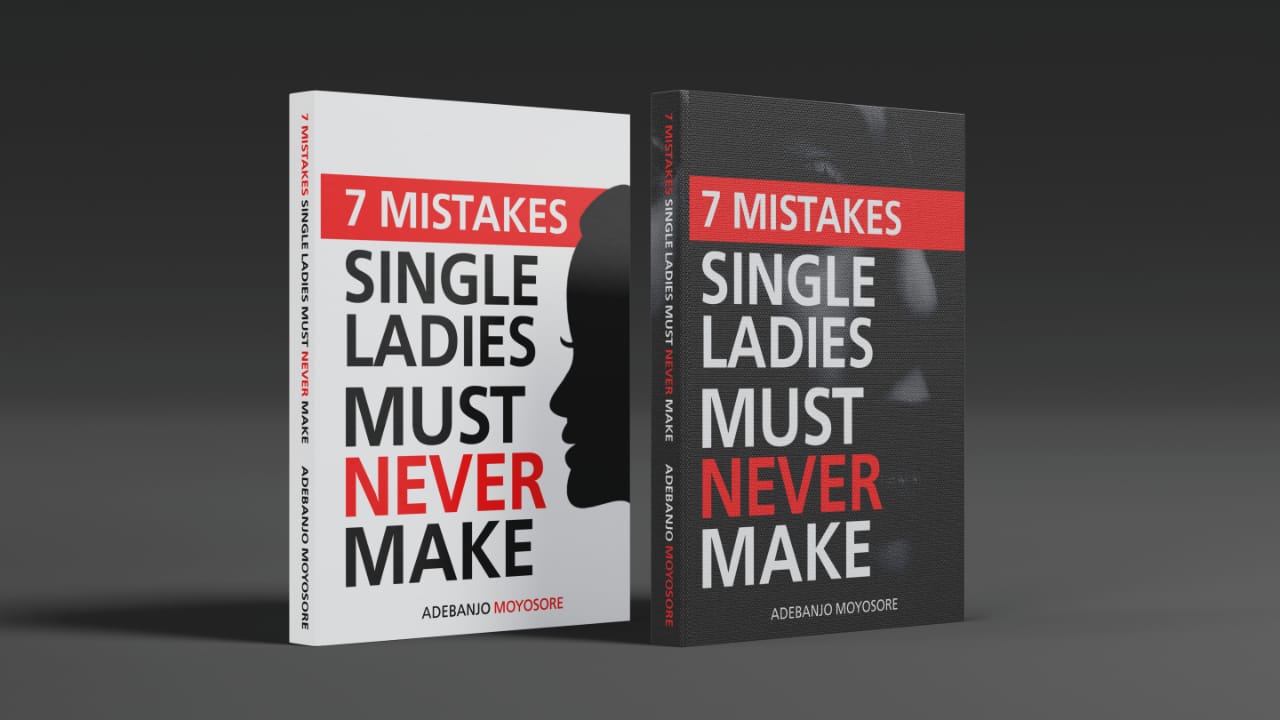 7 MISTAKES SINGLE LADIES MUST NEVER MAKE ADEBANJO MOYOSORE
7 MISTAKES
SINGLE
LADIES
MUST
NEVER
MAKE
ADEBANJO MOYOSORE
7 MISTAKES SINGLE LADIES MUST NEVER MAKE ADEBANJO MOYOSORE
7 MISTAKES
SINGLE
LADIES
MUST
NEVER
MAKE
ADEBANJO MOYOSORE